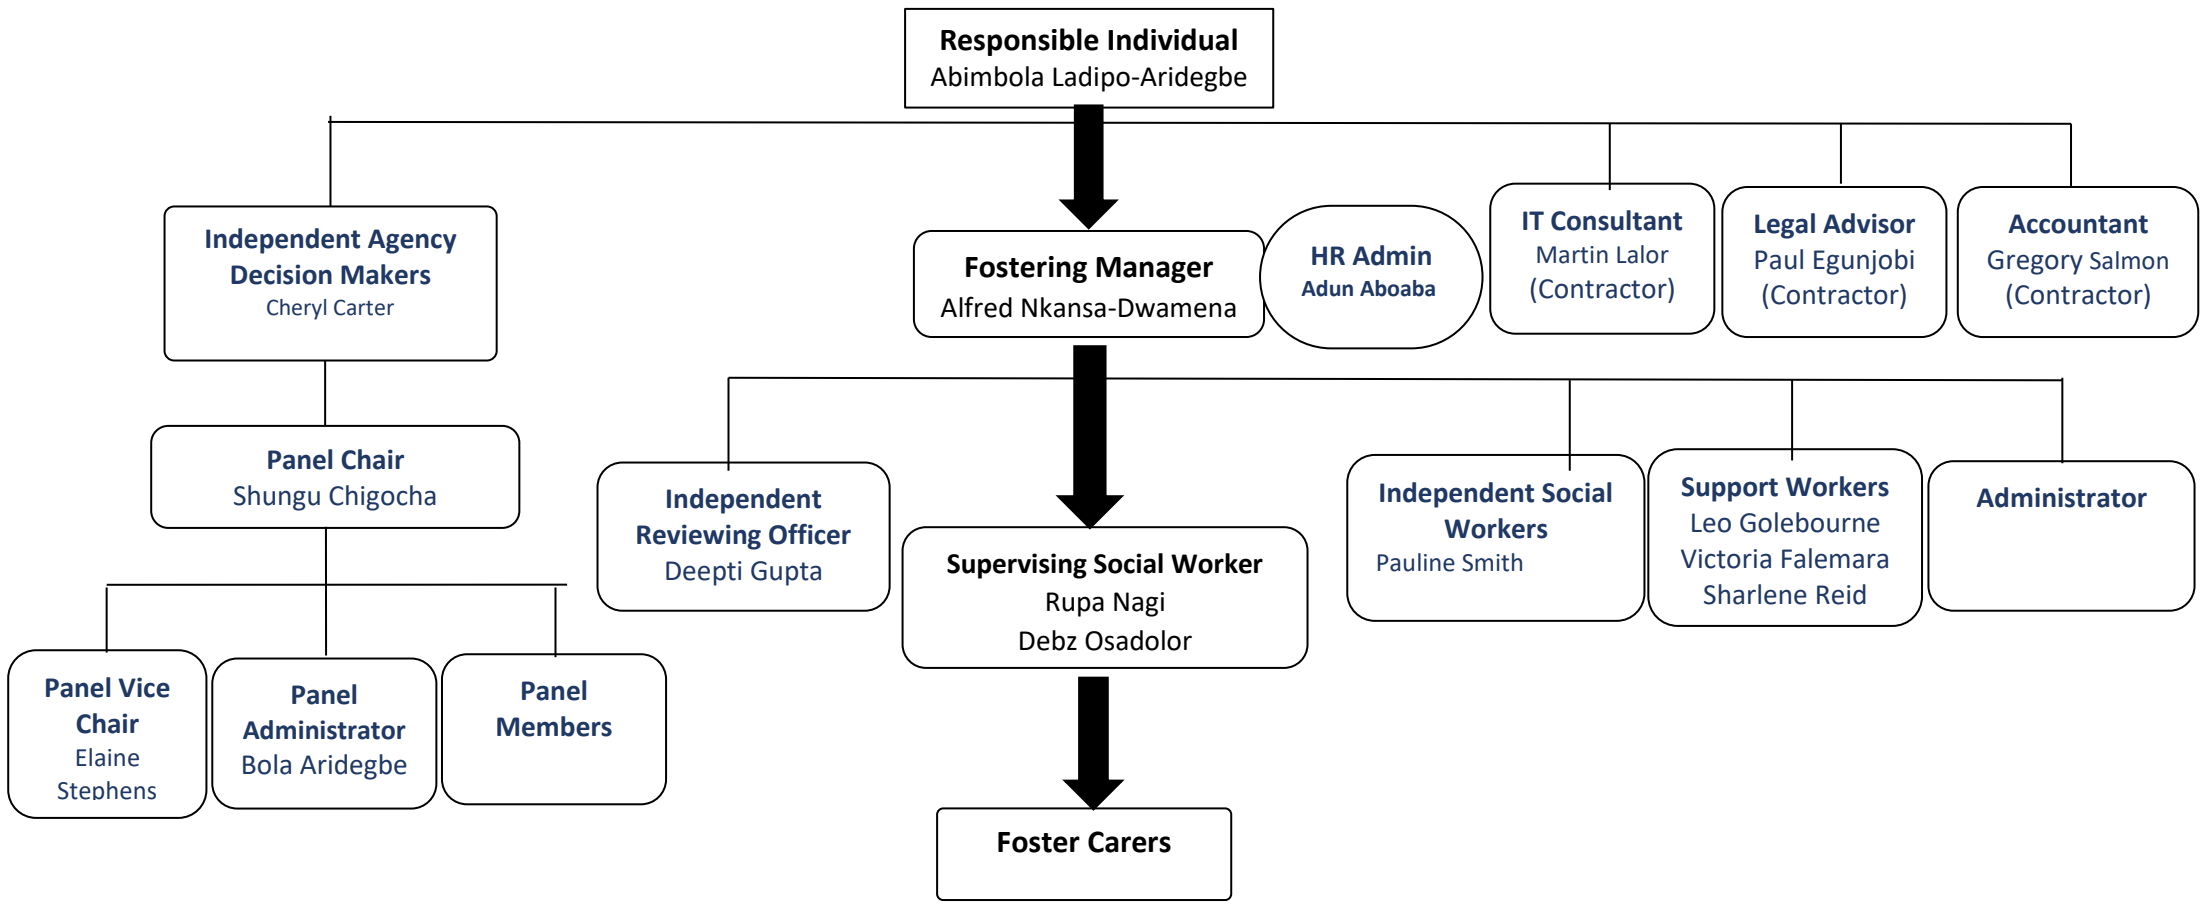 Responsible Individual
Abimbola Ladipo-Aridegbe
Independent Agency
Decision Makers
Cheryl Carter
Fostering Manager
Alfred Nkansa-Dwamena
HR Admin
Adun Aboaba
IT Consultant
Martin Lalor
(Contractor)
Legal Advisor
Paul Egunjobi
(Contractor)
Accountant
Gregory Salmon
(Contractor)
Panel Chair
Shungu Chigocha
Independent
Reviewing Officer
Deepti Gupta
Supervising Social Worker
Rupa Nagi
Debz Osadolor
Independent Social
Workers
Pauline Smith
Support Workers
Leo Golebourne
Victoria Falemara
Sharlene Reid
Administrator
Panel Vice
Chair
Elaine
Stephens
Panel
Administrator
Bola Aridegbe
Panel
Members
Foster Carers